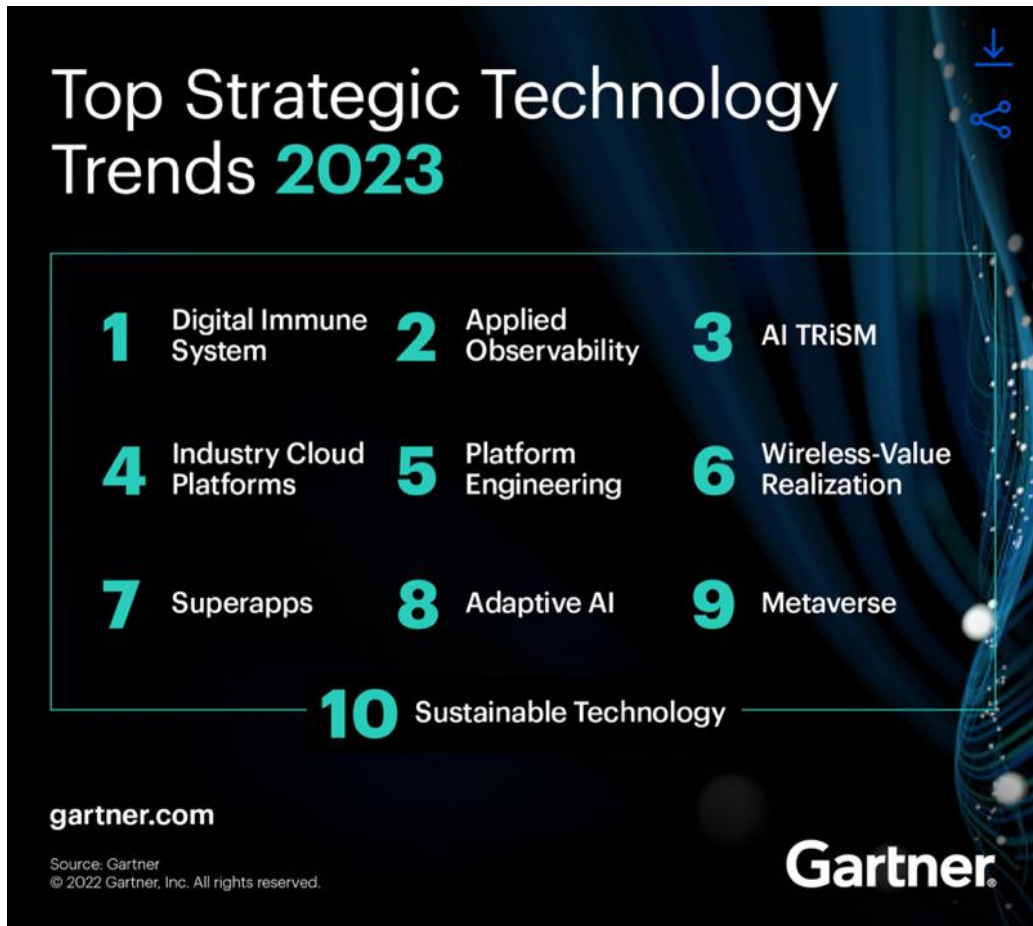 Top Strategic Technology
Trends 2023
1 Digital Immune
System
2 Applied
Observability
3 AI TRiSM
4 Industry Cloud
Platforms
5 Platform
Engineering
6 Wireless-Value
Realization
7 Superapps
8 Adaptive AI
9 Metaverse
10 Sustainable Technology
gartner.com
Source: Gartner
© 2022 Gartner, Inc. All rights reserved.
Gartner®